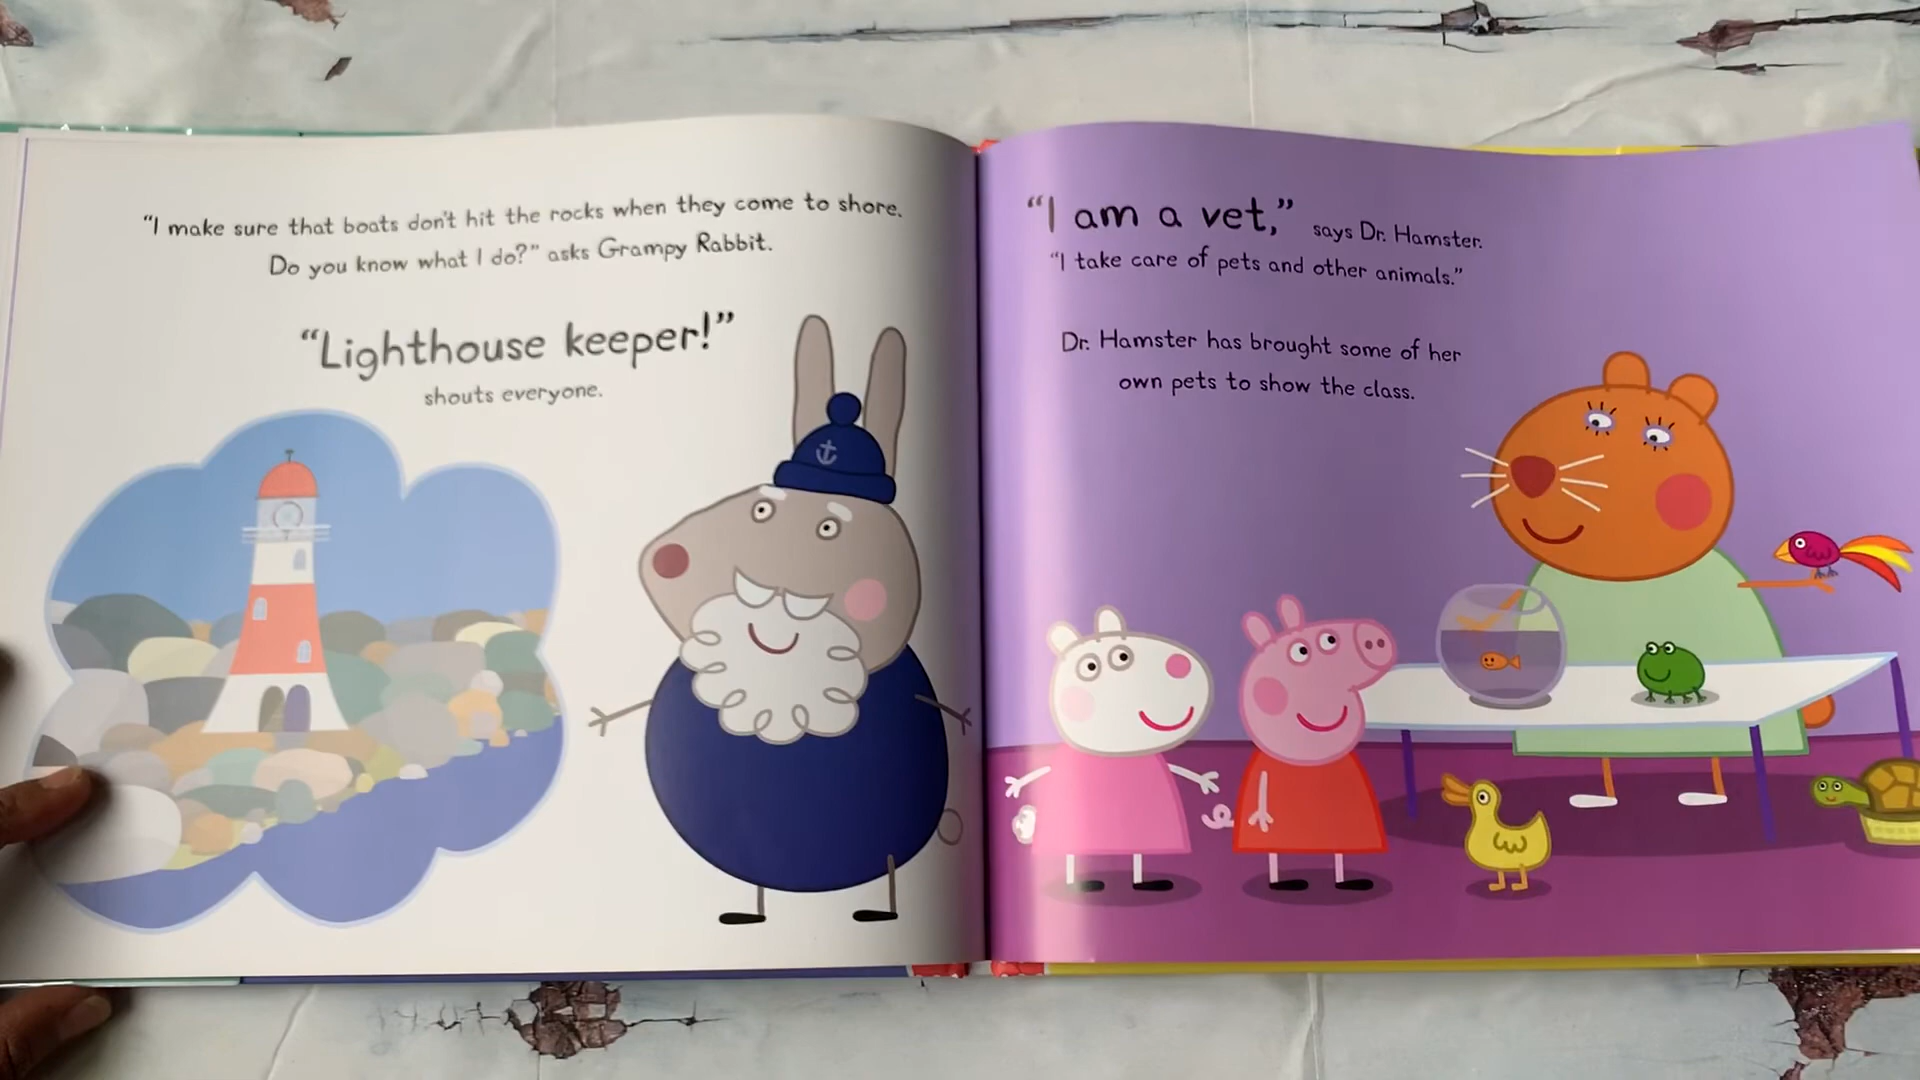 “I make sure that boats don't hit the rocks when they come to shore.
Do you know what I do?” asks Grampy Rabbit.
“Lighthouse keeper!”
shouts everyone.
“I am a vet,” says Dr. Hamster.
“I take care of pets and other animals.”
Dr. Hamster has brought some of her
own pets to show the class.